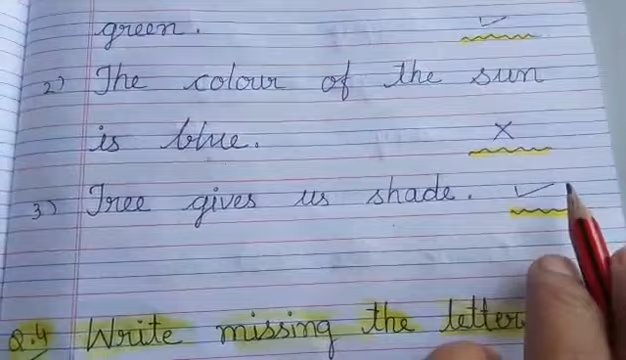 green. ✓
2) The colour of the sun
is blue. ×
3) Tree gives us shade. ✓
Q.4 Write missing the letter